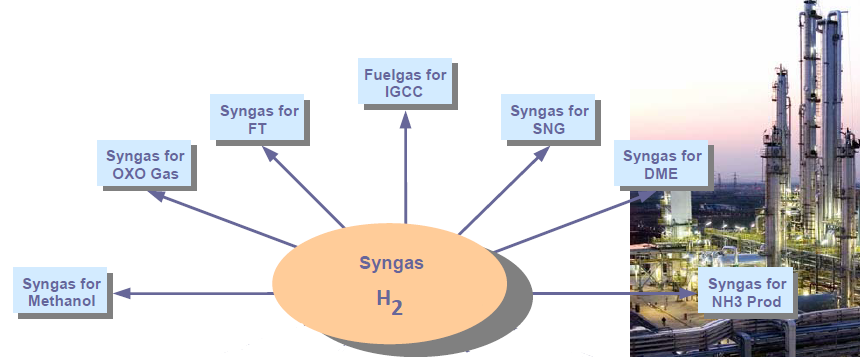 Fuelgas for
IGCC
Syngas for
FT
Syngas for
SNG
Syngas for
OXO Gas
Syngas for
DME
Syngas
H2
Syngas for
Methanol
Syngas for
NH3 Prod